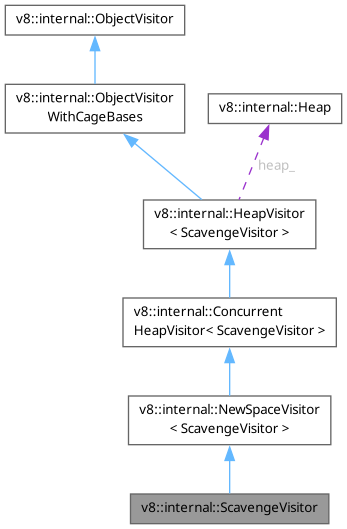 v8::internal::ObjectVisitor
v8::internal::ObjectVisitor
WithCageBases
v8::internal::Heap
heap_
v8::internal::HeapVisitor
< ScavengeVisitor >
v8::internal::Concurrent
HeapVisitor< ScavengeVisitor >
v8::internal::NewSpaceVisitor
< ScavengeVisitor >
v8::internal::ScavengeVisitor